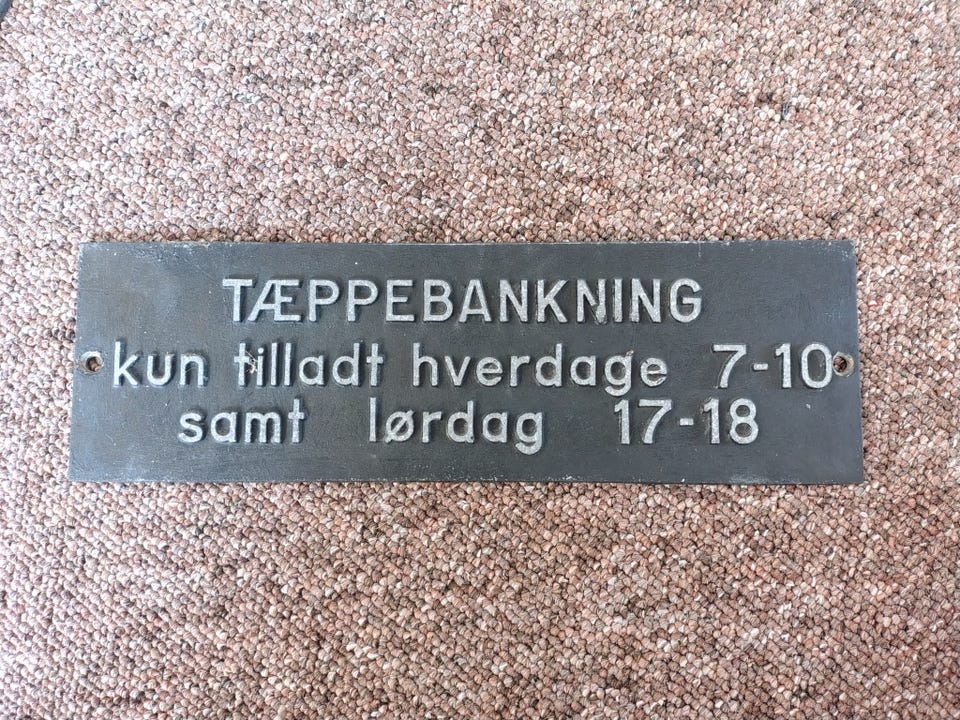 TÆPPEBANKNING
kun tilladt hverdage 7-10
samt lørdag 17-18